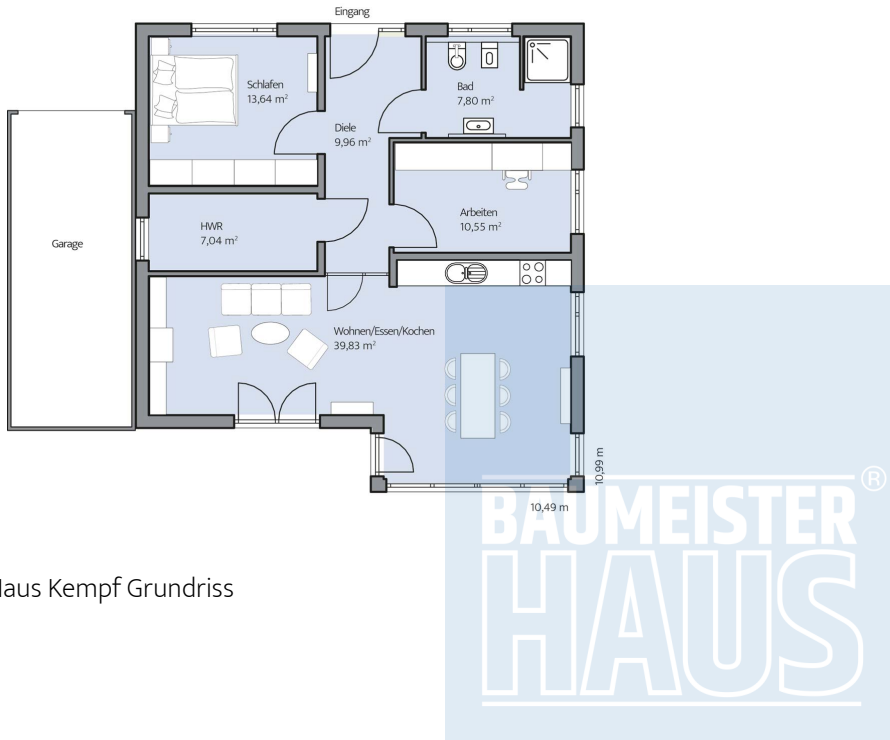 Eingang
Schlafen
13,64 m²
Bad
7,80 m²
Diele
9,96 m²
Arbeiten
10,55 m²
HWR
7,04 m²
Garage
Wohnen/Essen/Kochen
39,83 m²
10,99 m
10,49 m
BAUMEISTER®
HAUS
Haus Kempf Grundriss